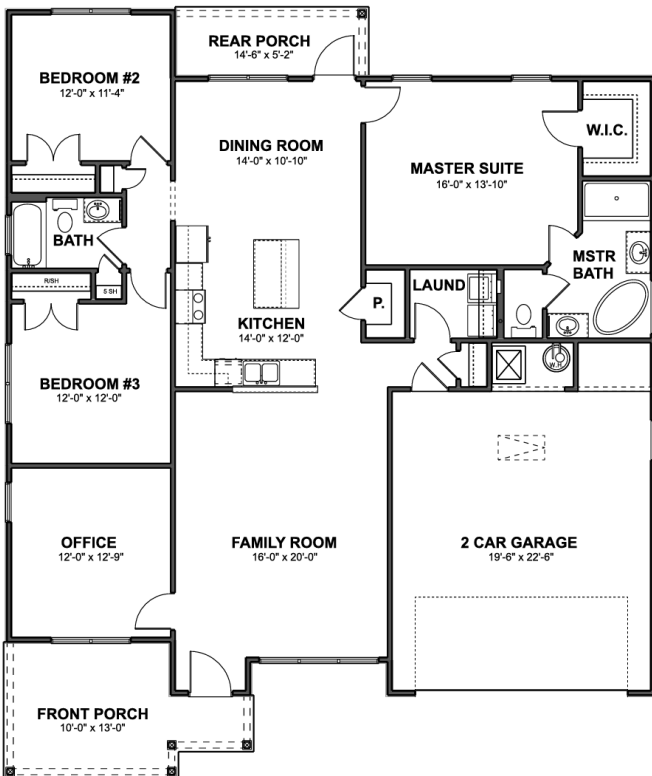 REAR PORCH
14'-6" x 5'-2"
BEDROOM #2
12'-0" x 11'-4"
DINING ROOM
14'-0" x 10'-10"
W.I.C.
MASTER SUITE
16'-0" x 13'-10"
BATH
MSTR
BATH
R/SH
5 SH
LAUND
P.
KITCHEN
14'-0" x 12'-0"
W.H.
BEDROOM #3
12'-0" x 12'-0"
OFFICE
12'-0" x 12'-9"
FAMILY ROOM
16'-0" x 20'-0"
2 CAR GARAGE
19'-6" x 22'-6"
FRONT PORCH
10'-0" x 13'-0"